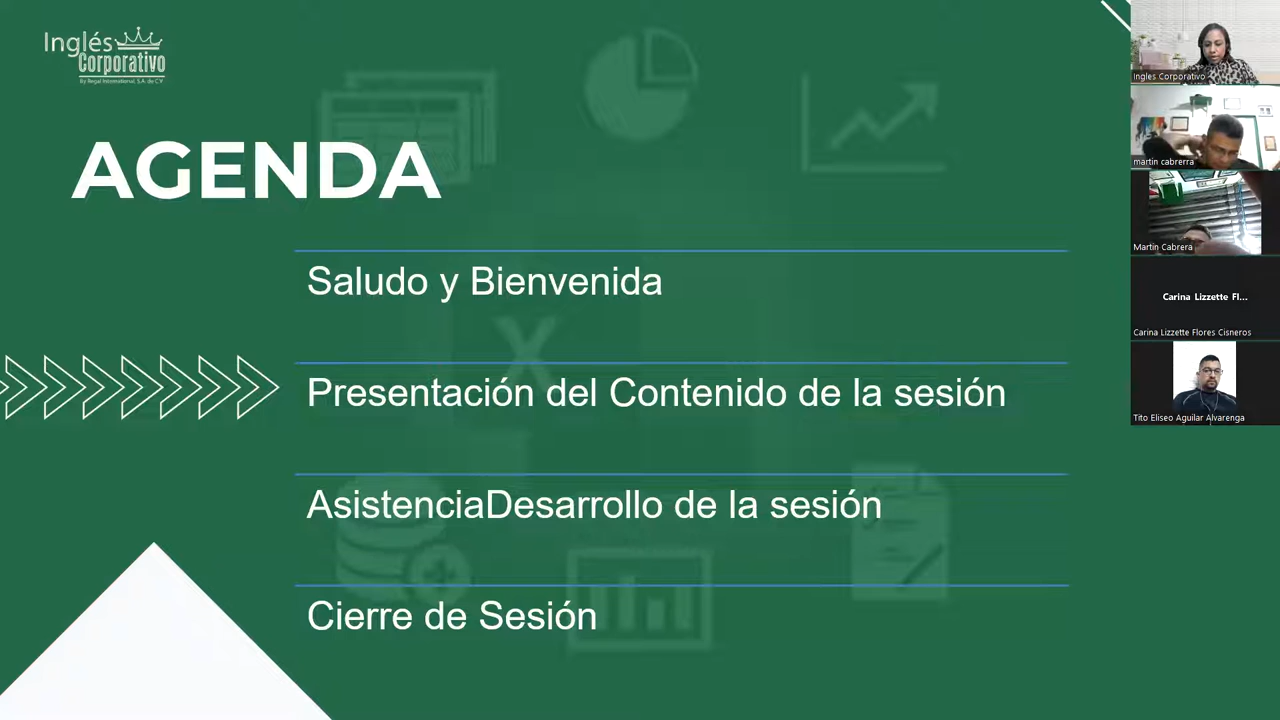 Inglés
Corporativo
By Regal International, S.A. de C.V
AGENDA
Saludo y Bienvenida
Presentación del Contenido de la sesión
AsistenciaDesarrollo de la sesión
Cierre de Sesión
Ingles Corporativo
martin cabrerra
Martín Cabrera
Carina Lizzette Fl...
Carina Lizzette Flores Cisneros
Tito Eliseo Aguilar Alvarenga